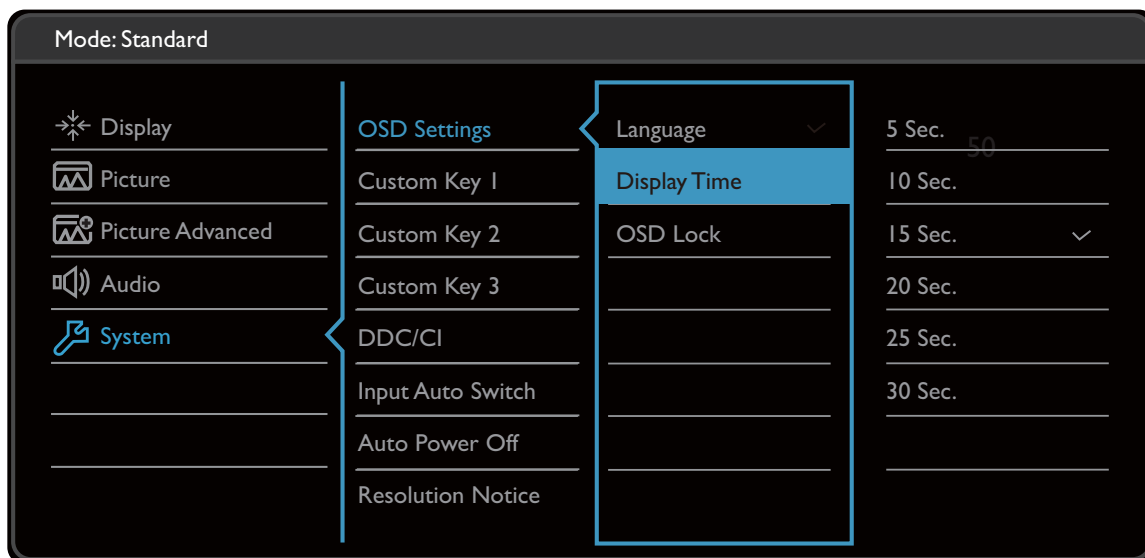 Mode: Standard
Display
Picture
Picture Advanced
Audio
System
OSD Settings
Custom Key 1
Custom Key 2
Custom Key 3
DDC/CI
Input Auto Switch
Auto Power Off
Resolution Notice
Language
Display Time
OSD Lock
5 Sec.
50
10 Sec.
15 Sec.
20 Sec.
25 Sec.
30 Sec.